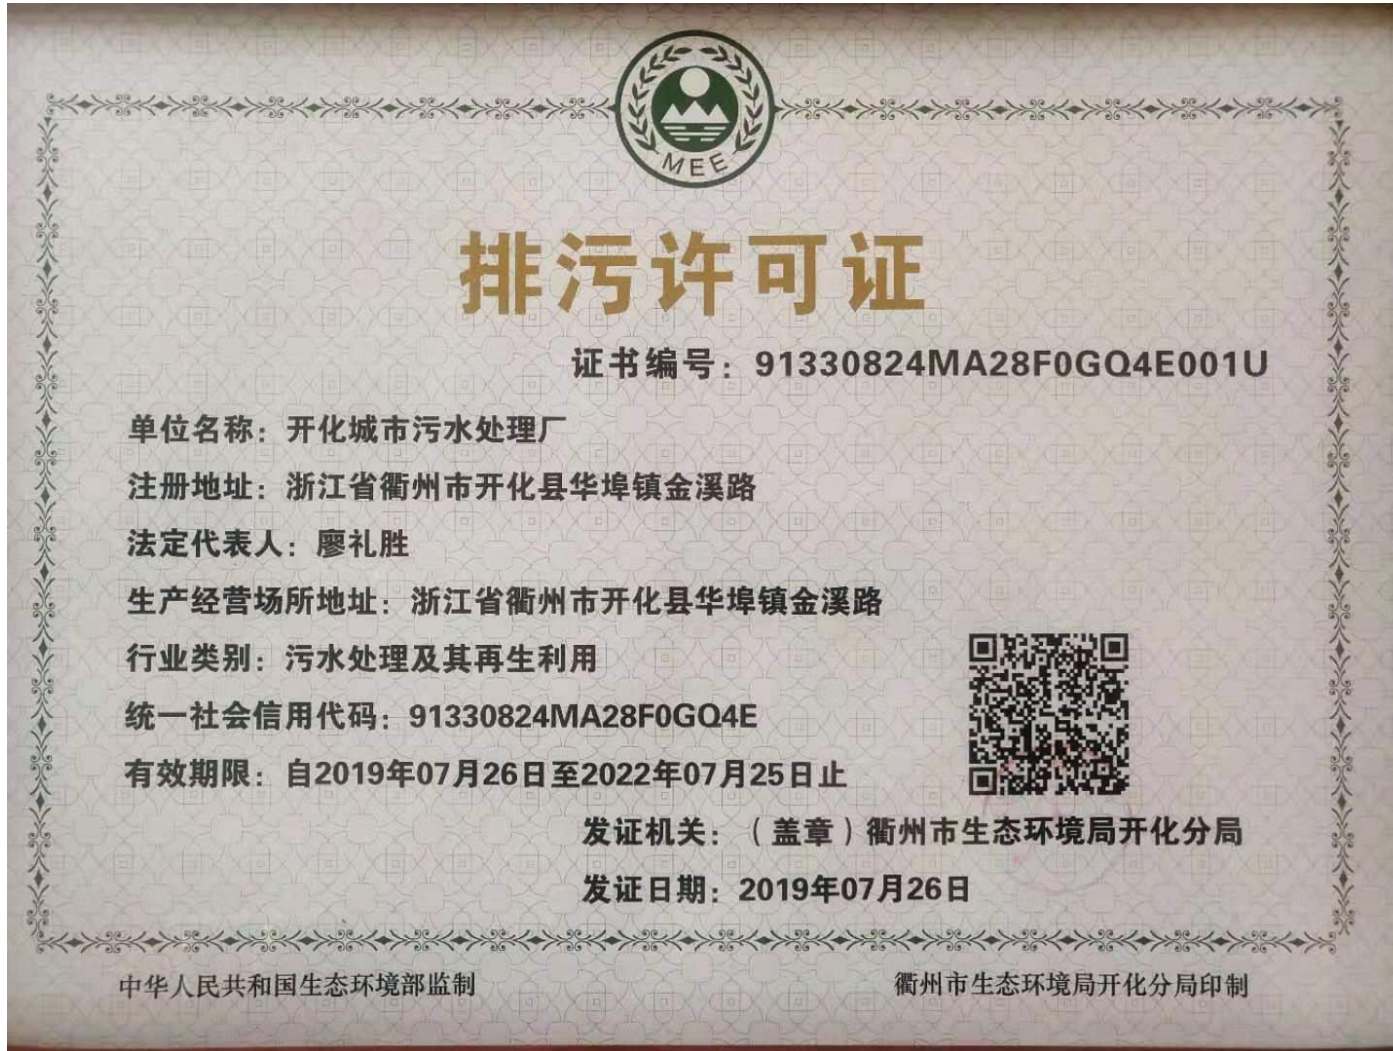 MEE
排污许可证
证书编号：91330824MA28F0GQ4E001U
单位名称：开化城市污水处理厂
注册地址：浙江省衢州市开化县华埠镇金溪路
法定代表人：廖礼胜
生产经营场所地址：浙江省衢州市开化县华埠镇金溪路
行业类别：污水处理及其再生利用
统一社会信用代码：91330824MA28F0GQ4E
有效期限：自2019年07月26日至2022年07月25日止
发证机关：（盖章）衢州市生态环境局开化分局
发证日期：2019年07月26日
中华人民共和国生态环境部监制
衢州市生态环境局开化分局印制